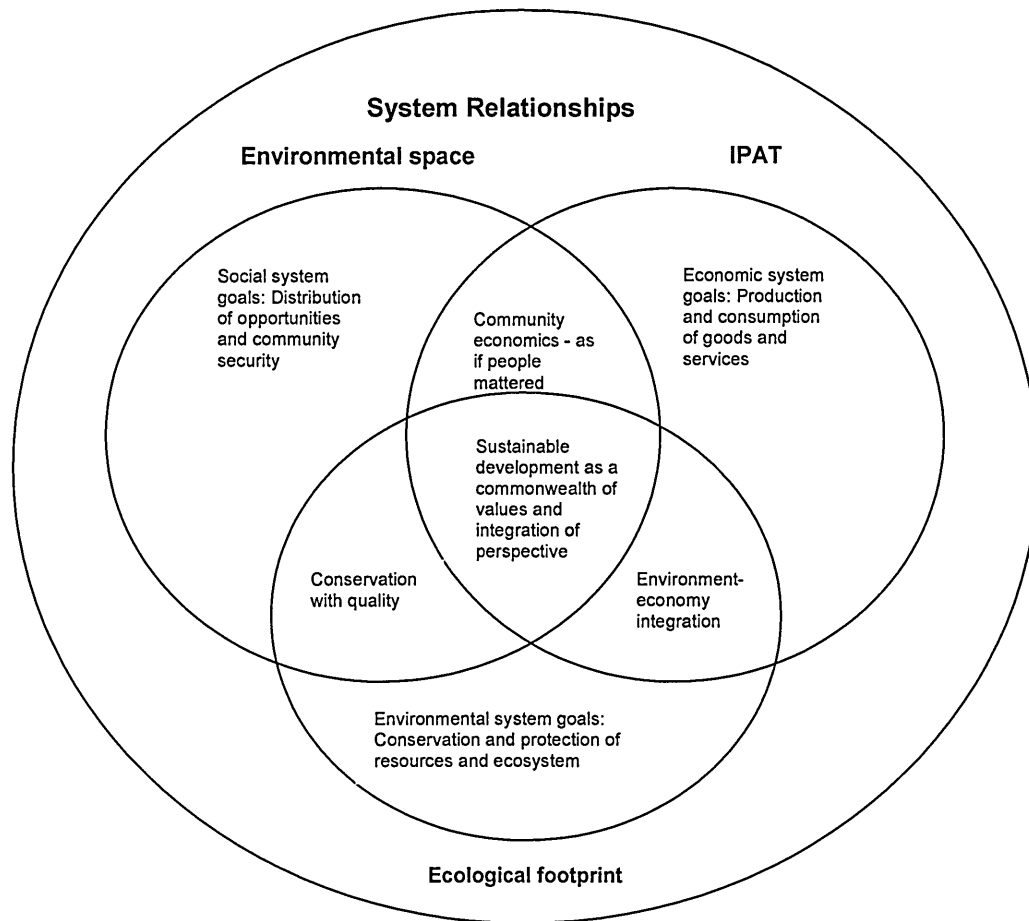 System Relationships
Environmental space
IPAT
Social system
goals: Distribution
of opportunities
and community
security
Economic system
goals: Production
and consumption
of goods and
services
Community
economics - as
if people
mattered
Sustainable
development as a
commonwealth of
values and
integration of
perspective
Conservation
with quality
Environment-
economy
integration
Environmental system goals:
Conservation and protection of
resources and ecosystem
Ecological footprint